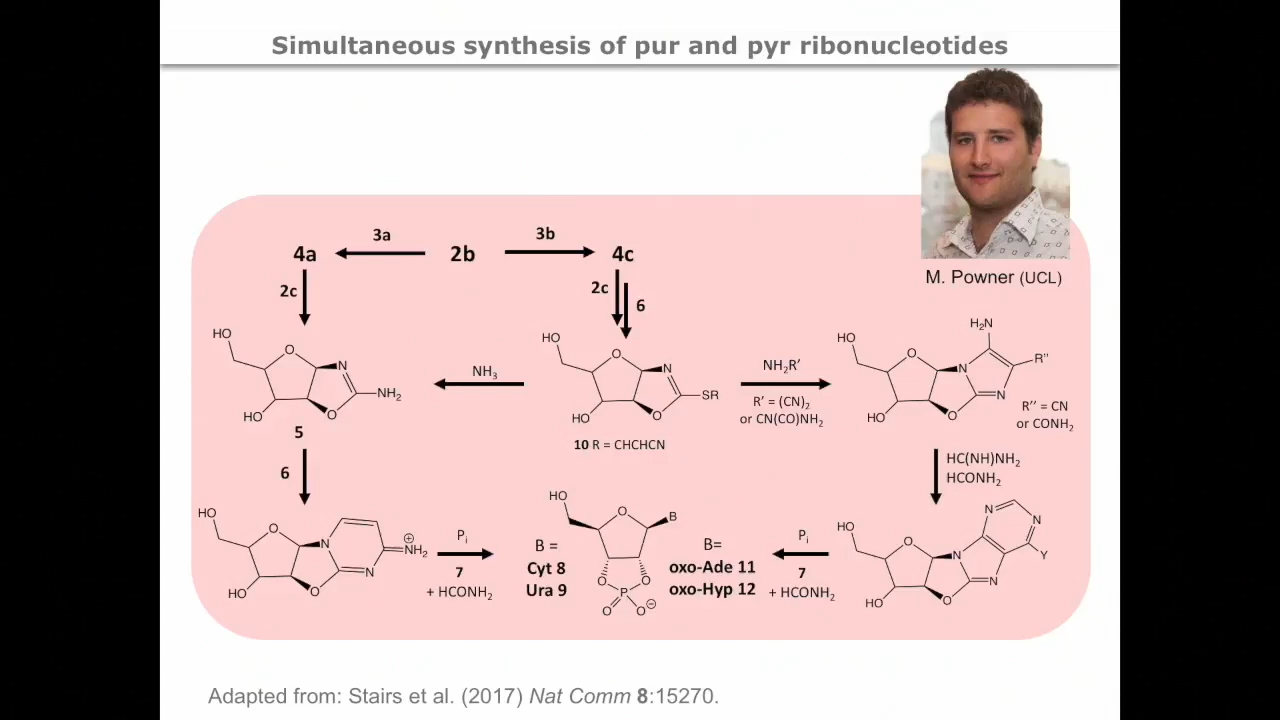 Simultaneous synthesis of pur and pyr ribonucleotides
M. Powner (UCL)
4a
3a
2b
3b
4c
2c
2c
6
HO
O
N
NH₂
HO
O
5
NH₃
HO
O
N
SR
HO
O
10 R = CHCHCN
NH₂R’
R’ = (CN)₂
or CN(CO)NH₂
H₂N
HO
O
N
R’’
N
HO
O
R’’ = CN
or CONH₂
6
HC(NH)NH₂
HCONH₂
HO
O
N
⊕
NH₂
N
HO
O
Pᵢ
7
+ HCONH₂
B =
Cyt 8
Ura 9
HO
O
B
O
O
P
O
O
⊖
B=
oxo-Ade 11
oxo-Hyp 12
Pᵢ
7
+ HCONH₂
HO
O
N
N
N
Y
N
HO
O
Adapted from: Stairs et al. (2017) Nat Comm 8:15270.